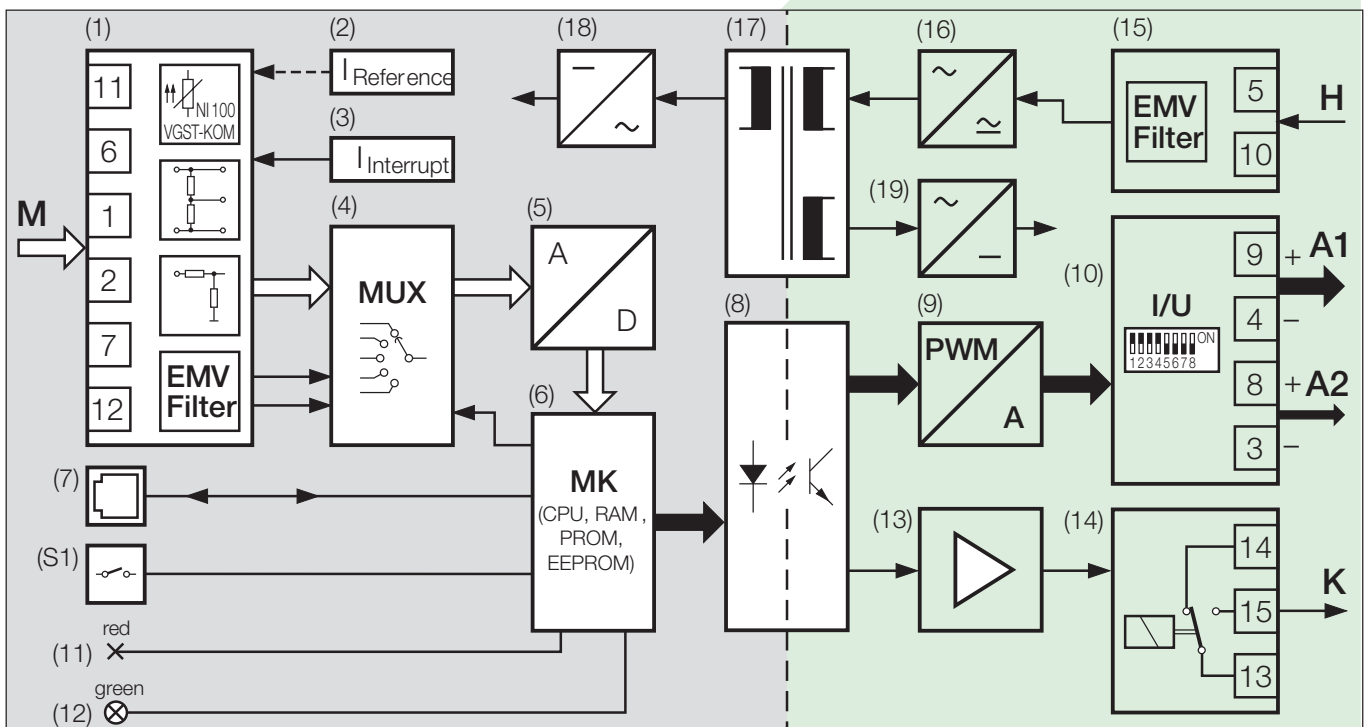 (1)
(2)
(18)
(17)
(16)
(15)
11
6
1
2
7
12
NI 100
VGST-KOM
EMV
Filter
I Reference
(3)
I Interrupt
M
(4)
MUX
(5)
A
D
(6)
MK
(CPU, RAM ,
PROM,
EEPROM)
(7)
(S1)
red
(11)
green
(12)
(8)
(19)
(9)
PWM
A
(10)
I/U
ON
12345678
EMV
Filter
5
10
H
9
+
A1
4
–
8
+
A2
3
–
(13)
(14)
14
15
13
K